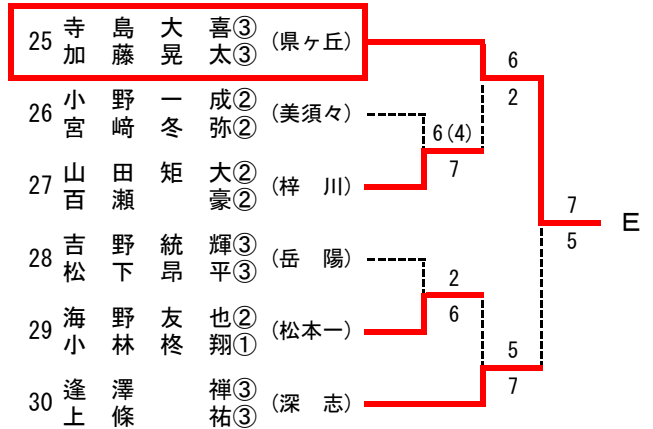 25 寺島大喜③ (県ヶ丘)
加藤晃太③
6
2
26 小野一成② (美須々)
宮﨑冬弥②
6(4)
7
27 山田矩大② (梓川)
百瀬豪②
7
5
E
28 吉野統輝③ (岳陽)
松下昂平③
2
6
29 海野友也② (松本一)
小林柊翔①
5
7
30 逢澤禅③ (深志)
上條祐③